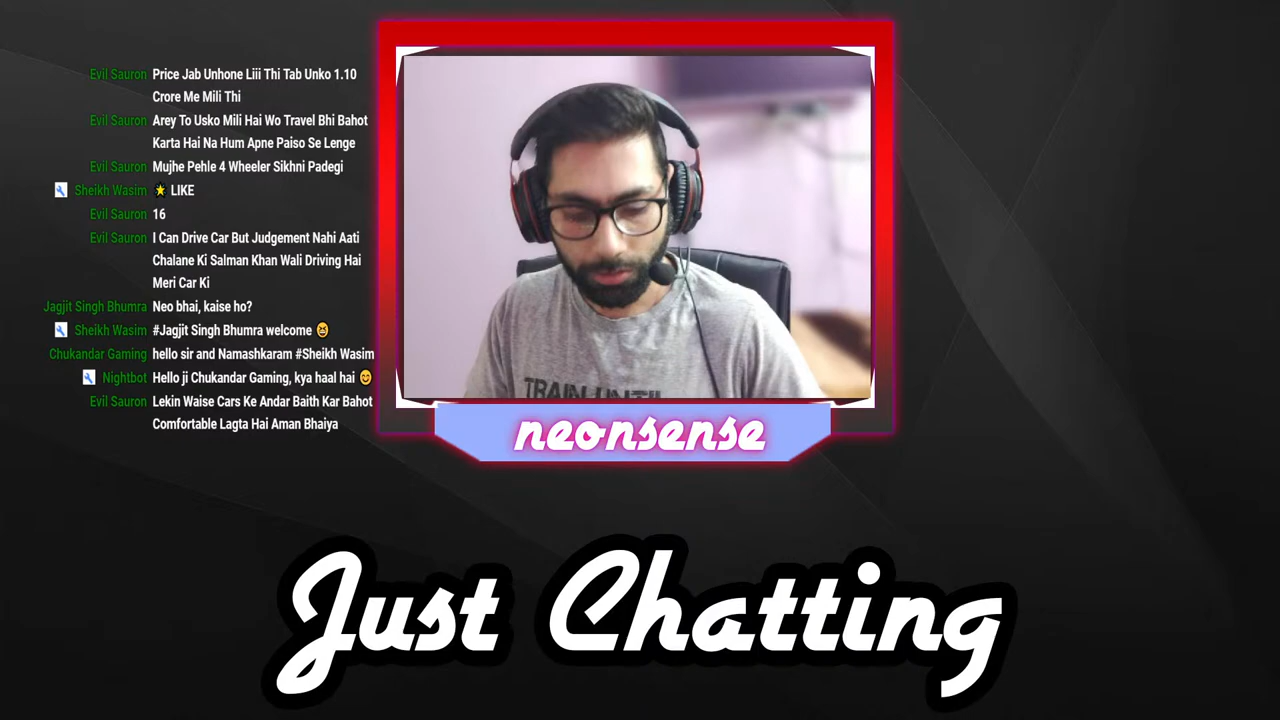 Evil Sauron Price Jab Unhone Liii Thi Tab Unko 1.10
Crore Me Mili Thi
Evil Sauron Arey To Usko Mili Hai Wo Travel Bhi Bahot
Karta Hai Na Hum Apne Paiso Se Lenge
Evil Sauron Mujhe Pehle 4 Wheeler Sikhni Padegi
Sheikh Wasim LIKE
Evil Sauron 16
Evil Sauron I Can Drive Car But Judgement Nahi Aati
Chalane Ki Salman Khan Wali Driving Hai
Meri Car Ki
Jagjit Singh Bhumra Neo bhai, kaise ho?
Sheikh Wasim #Jagjit Singh Bhumra welcome 😆
Chukandar Gaming hello sir and Namashkaram #Sheikh Wasim
Nightbot Hello ji Chukandar Gaming, kya haal hai 😊
Evil Sauron Lekin Waise Cars Ke Andar Baith Kar Bahot
Comfortable Lagta Hai Aman Bhaiya
TRAIN UNTIL
neonsense
Just Chatting